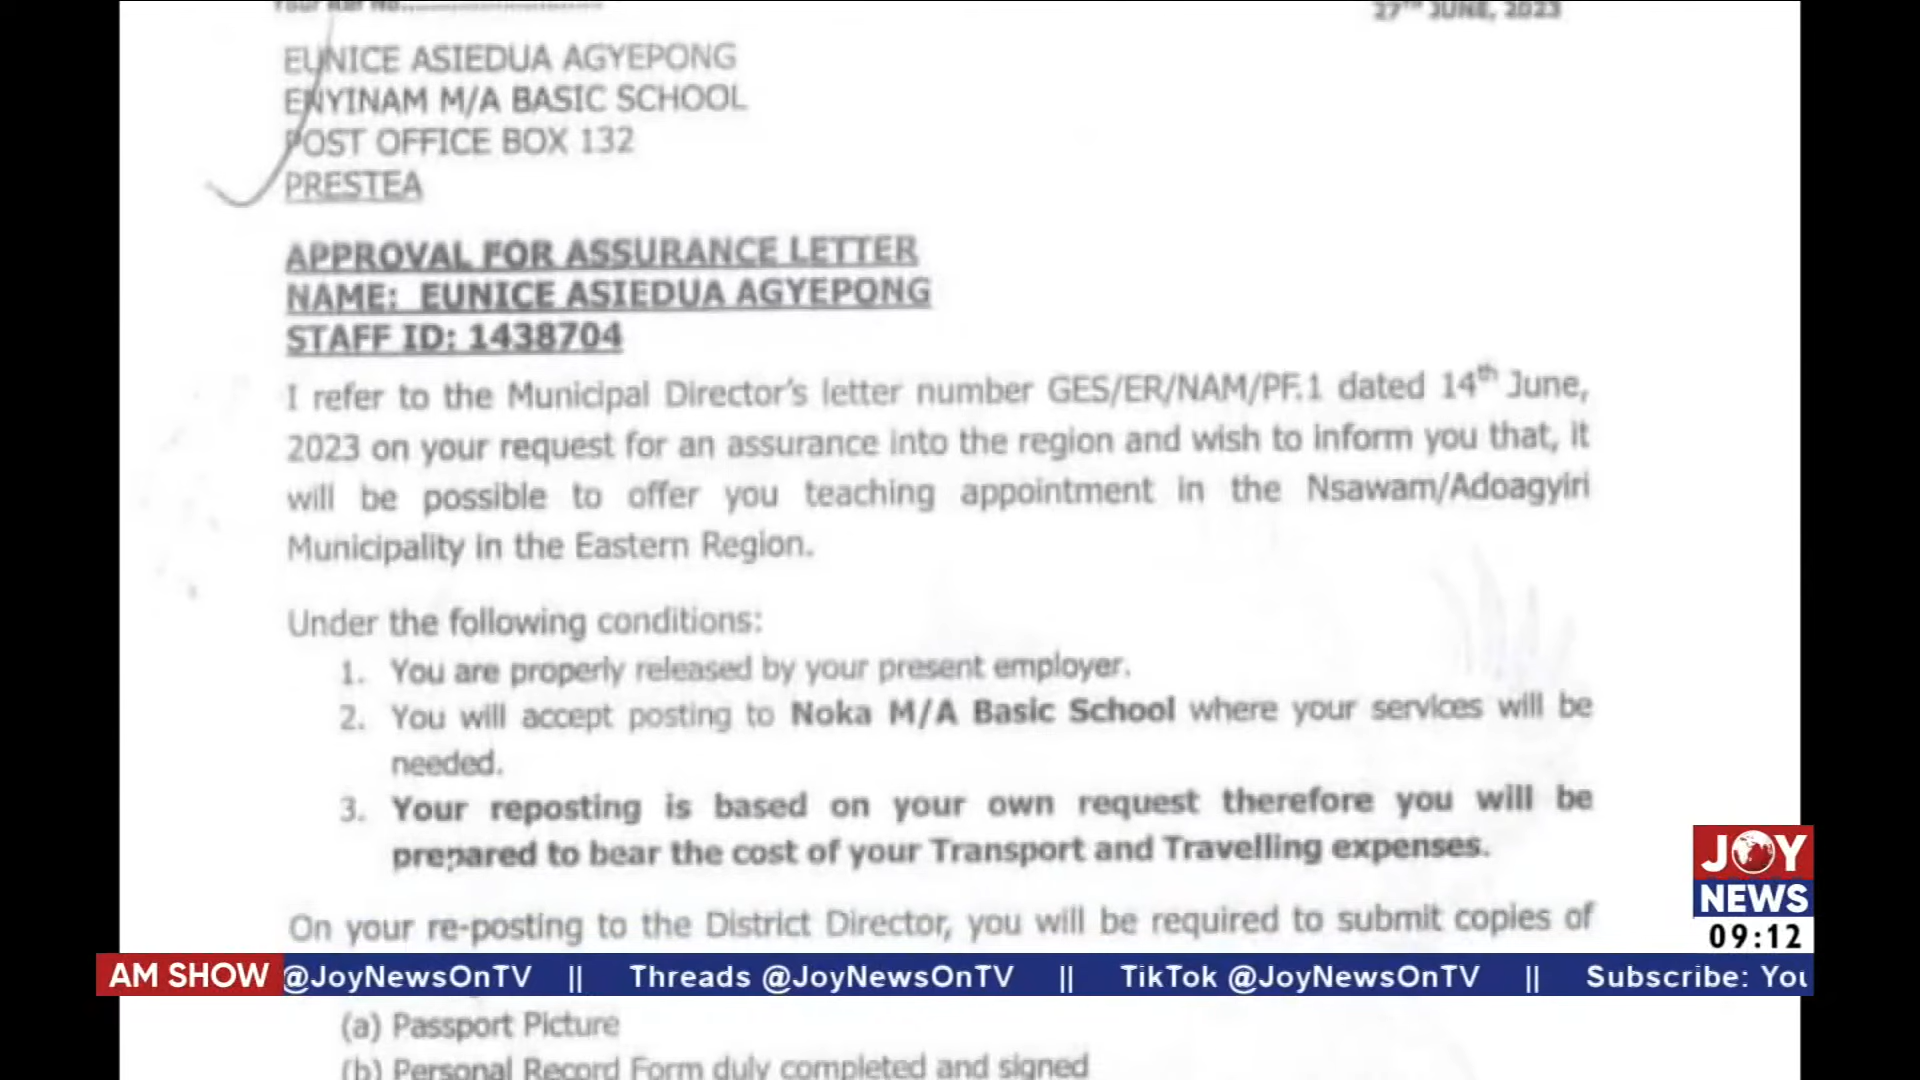 Your Ref No..............................
27TH JUNE, 2023
EUNICE ASIEDUA AGYEPONG
ENYINAM M/A BASIC SCHOOL
POST OFFICE BOX 132
PRESTEA
APPROVAL FOR ASSURANCE LETTER
NAME: EUNICE ASIEDUA AGYEPONG
STAFF ID: 1438704
I refer to the Municipal Director's letter number GES/ER/NAM/PF.1 dated 14th June,
2023 on your request for an assurance into the region and wish to inform you that, it
will be possible to offer you teaching appointment in the Nsawam/Adoagyiri
Municipality in the Eastern Region.
Under the following conditions:
1. You are properly released by your present employer.
2. You will accept posting to Noka M/A Basic School where your services will be
needed.
3. Your reposting is based on your own request therefore you will be
prepared to bear the cost of your Transport and Travelling expenses.
On your re-posting to the District Director, you will be required to submit copies of
(a) Passport Picture
(b) Personal Record Form duly completed and signed
JOY
NEWS
09:12
AM SHOW @JoyNewsOnTV || Threads @JoyNewsOnTV || TikTok @JoyNewsOnTV || Subscribe: You